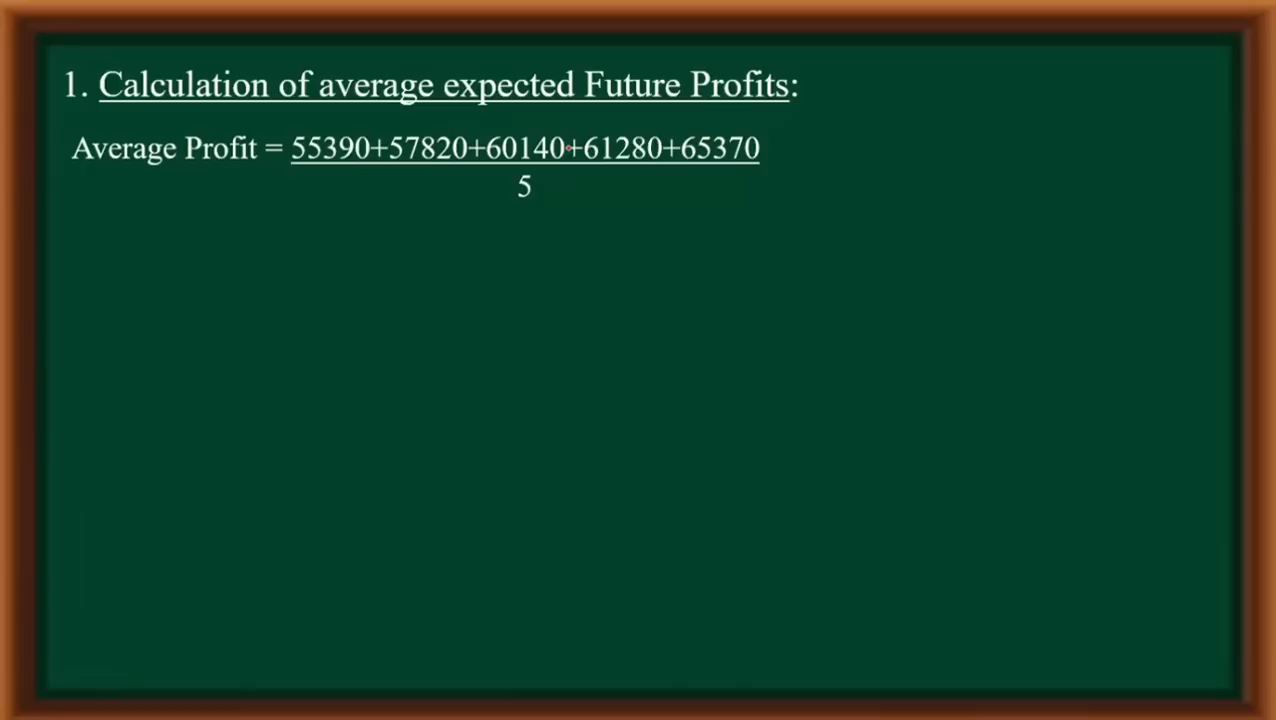 1. Calculation of average expected Future Profits:
Average Profit = 55390+57820+60140+61280+65370
5